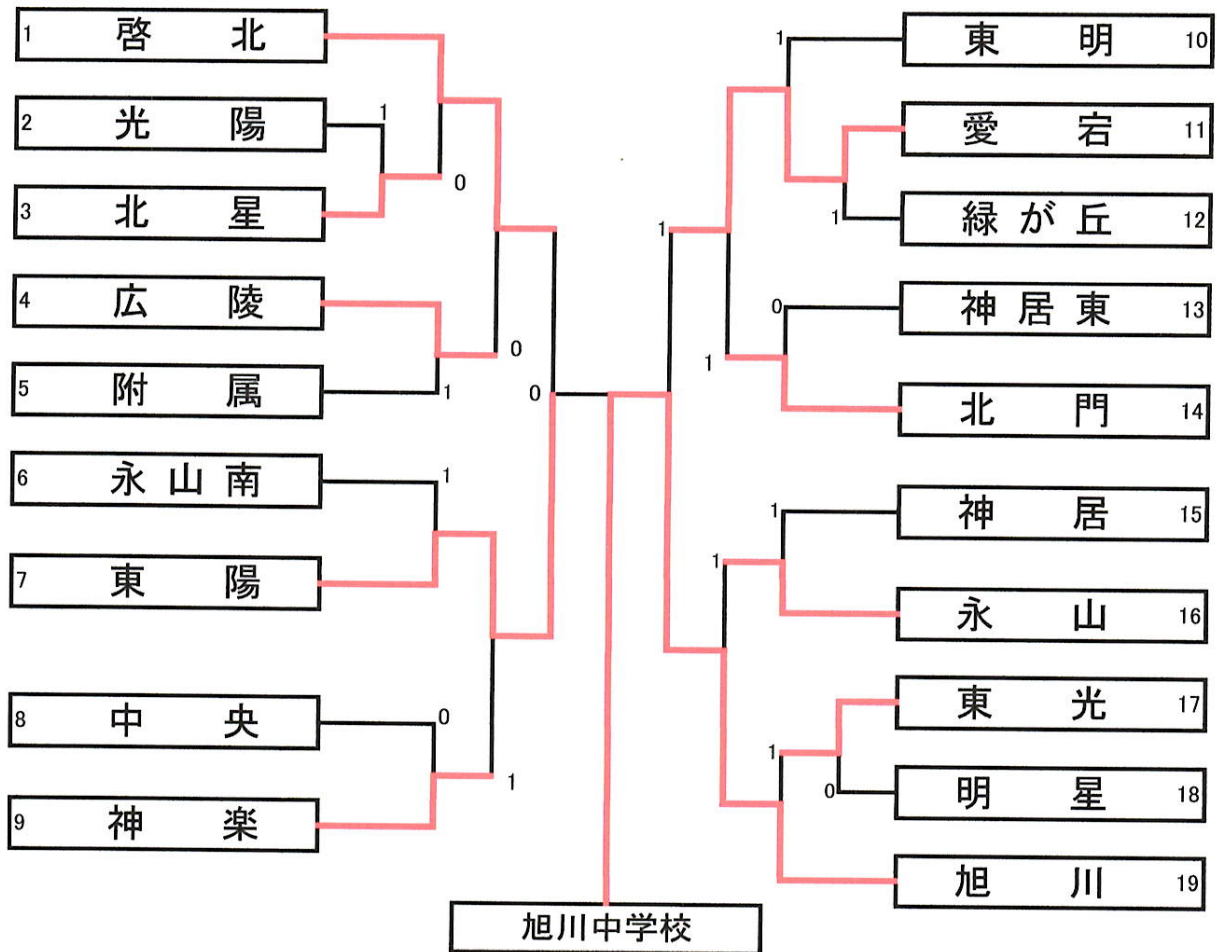 1 啓北
2 光陽
3 北星
4 広陵
5 附属
6 永山南
7 東陽
8 中央
9 神楽
1
0
1
0
0
1
0
1
東明 10
愛宕 11
緑が丘 12
神居東 13
北門 14
神居 15
永山 16
東光 17
明星 18
旭川 19
1
1
1
0
1
1
1
1
0
旭川中学校